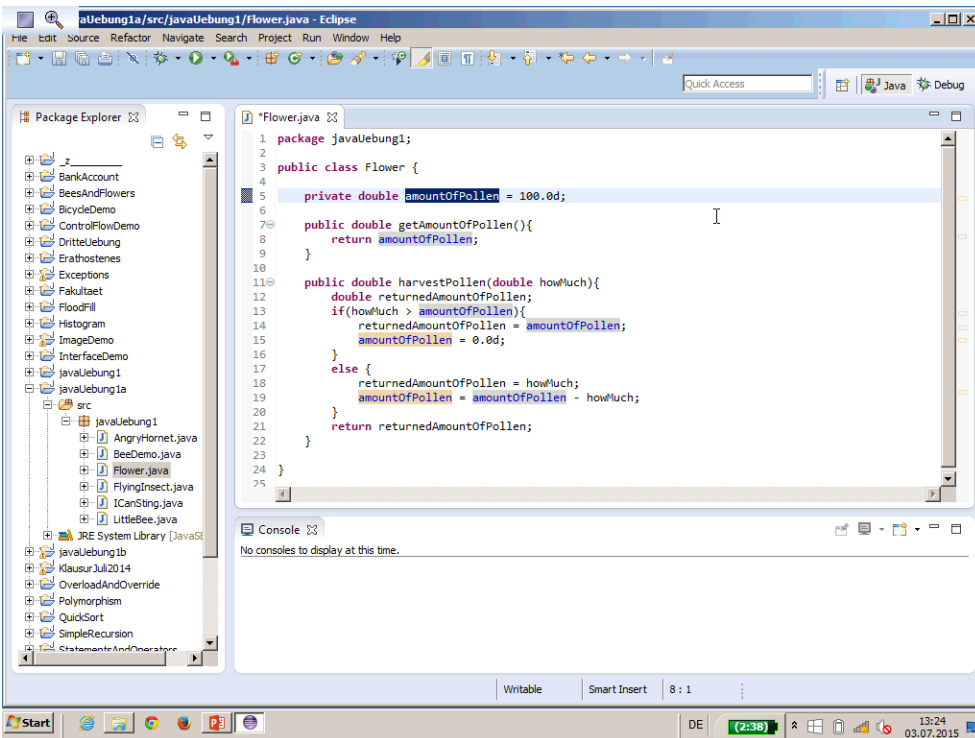 aUebung1a/src/javaUebung1/Flower.java - Eclipse
File Edit Source Refactor Navigate Search Project Run Window Help
Quick Access
Java
Debug
Package Explorer
_z_________
BankAccount
BeesAndFlowers
BicycleDemo
ControlFlowDemo
DritteUebung
Erathostenes
Exceptions
Fakultaet
FloodFill
Histogram
ImageDemo
InterfaceDemo
javaUebung1
javaUebung1a
src
javaUebung1
AngryHornet.java
BeeDemo.java
Flower.java
FlyingInsect.java
ICanSting.java
LittleBee.java
JRE System Library [JavaSE
javaUebung1b
KlausurJuli2014
OverloadAndOverride
Polymorphism
QuickSort
SimpleRecursion
StatementsAndOperators
*Flower.java
1 package javaUebung1;
2
3 public class Flower {
4
5 private double amountOfPollen = 100.0d;
6
7 public double getAmountOfPollen(){
8 return amountOfPollen;
9 }
10
11 public double harvestPollen(double howMuch){
12 double returnedAmountOfPollen;
13 if(howMuch > amountOfPollen){
14 returnedAmountOfPollen = amountOfPollen;
15 amountOfPollen = 0.0d;
16 }
17 else {
18 returnedAmountOfPollen = howMuch;
19 amountOfPollen = amountOfPollen - howMuch;
20 }
21 return returnedAmountOfPollen;
22 }
23
24 }
25
Console
No consoles to display at this time.
Writable
Smart Insert
8 : 1
Start
DE
(2:38)
13:24
03.07.2015